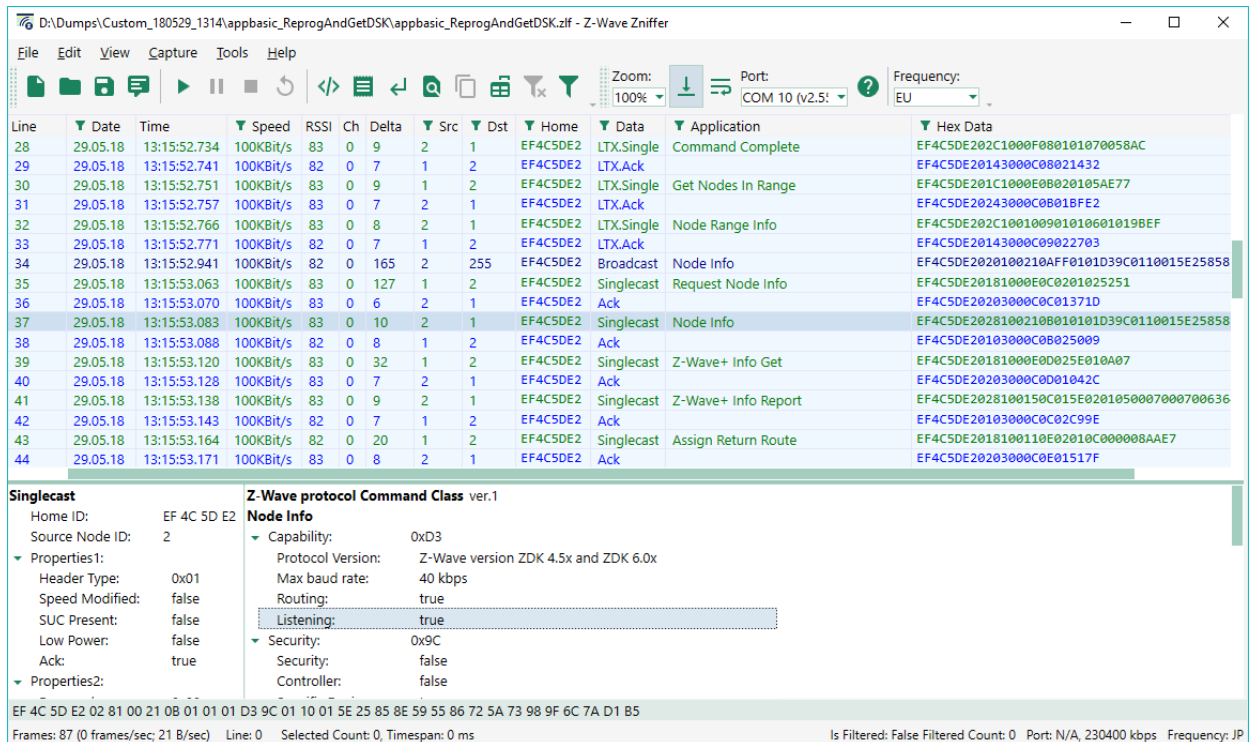 D:\Dumps\Custom_180529_1314\appbasic_ReprogAndGetDSK\appbasic_ReprogAndGetDSK.zlf - Z-Wave Zniffer
File Edit View Capture Tools Help
Zoom: 100% Port: COM 10 (v2.5: Frequency: EU
Line Date Time Speed RSSI Ch Delta Src Dst Home Data Application Hex Data
28 29.05.18 13:15:52.734 100KBit/s 83 0 9 2 1 EF4C5DE2 LTX.Single Command Complete EF4C5DE202C1000F080101070058AC
29 29.05.18 13:15:52.741 100KBit/s 82 0 7 1 2 EF4C5DE2 LTX.Ack EF4C5DE20143000C08021432
30 29.05.18 13:15:52.751 100KBit/s 83 0 9 1 2 EF4C5DE2 LTX.Single Get Nodes In Range EF4C5DE201C1000E0B020105AE77
31 29.05.18 13:15:52.757 100KBit/s 83 0 7 2 1 EF4C5DE2 LTX.Ack EF4C5DE20243000C0B01BFE2
32 29.05.18 13:15:52.766 100KBit/s 83 0 8 2 1 EF4C5DE2 LTX.Single Node Range Info EF4C5DE202C100100901010601019BEF
33 29.05.18 13:15:52.771 100KBit/s 82 0 7 1 2 EF4C5DE2 LTX.Ack EF4C5DE20143000C09022703
34 29.05.18 13:15:52.941 100KBit/s 82 0 165 2 255 EF4C5DE2 Broadcast Node Info EF4C5DE2020100210AFF0101D39C0110015E25858
35 29.05.18 13:15:53.063 100KBit/s 83 0 127 1 2 EF4C5DE2 Singlecast Request Node Info EF4C5DE20181000E0C0201025251
36 29.05.18 13:15:53.070 100KBit/s 83 0 6 2 1 EF4C5DE2 Ack EF4C5DE20203000C0C01371D
37 29.05.18 13:15:53.083 100KBit/s 83 0 10 2 1 EF4C5DE2 Singlecast Node Info EF4C5DE2028100210B010101D39C0110015E25858
38 29.05.18 13:15:53.088 100KBit/s 82 0 8 1 2 EF4C5DE2 Ack EF4C5DE20103000C0B025009
39 29.05.18 13:15:53.120 100KBit/s 83 0 32 1 2 EF4C5DE2 Singlecast Z-Wave+ Info Get EF4C5DE20181000E0D025E010A07
40 29.05.18 13:15:53.128 100KBit/s 83 0 7 2 1 EF4C5DE2 Ack EF4C5DE20203000C0D01042C
41 29.05.18 13:15:53.138 100KBit/s 83 0 9 2 1 EF4C5DE2 Singlecast Z-Wave+ Info Report EF4C5DE2028100150C015E0201050007000700636
42 29.05.18 13:15:53.143 100KBit/s 82 0 7 1 2 EF4C5DE2 Ack EF4C5DE20103000C0C02C99E
43 29.05.18 13:15:53.164 100KBit/s 82 0 20 1 2 EF4C5DE2 Singlecast Assign Return Route EF4C5DE2018100110E02010C000008AAE7
44 29.05.18 13:15:53.171 100KBit/s 83 0 8 2 1 EF4C5DE2 Ack EF4C5DE20203000C0E01517F
Singlecast
Home ID: EF 4C 5D E2
Source Node ID: 2
Properties1:
Header Type: 0x01
Speed Modified: false
SUC Present: false
Low Power: false
Ack: true
Properties2:
Z-Wave protocol Command Class ver.1
Node Info
Capability: 0xD3
Protocol Version: Z-Wave version ZDK 4.5x and ZDK 6.0x
Max baud rate: 40 kbps
Routing: true
Listening: true
Security: 0x9C
Security: false
Controller: false
EF 4C 5D E2 02 81 00 21 0B 01 01 01 D3 9C 01 10 01 5E 25 85 8E 59 55 86 72 5A 73 98 9F 6C 7A D1 B5
Frames: 87 (0 frames/sec; 21 B/sec) Line: 0 Selected Count: 0, Timespan: 0 ms Is Filtered: False Filtered Count: 0 Port: N/A, 230400 kbps Frequency: JP